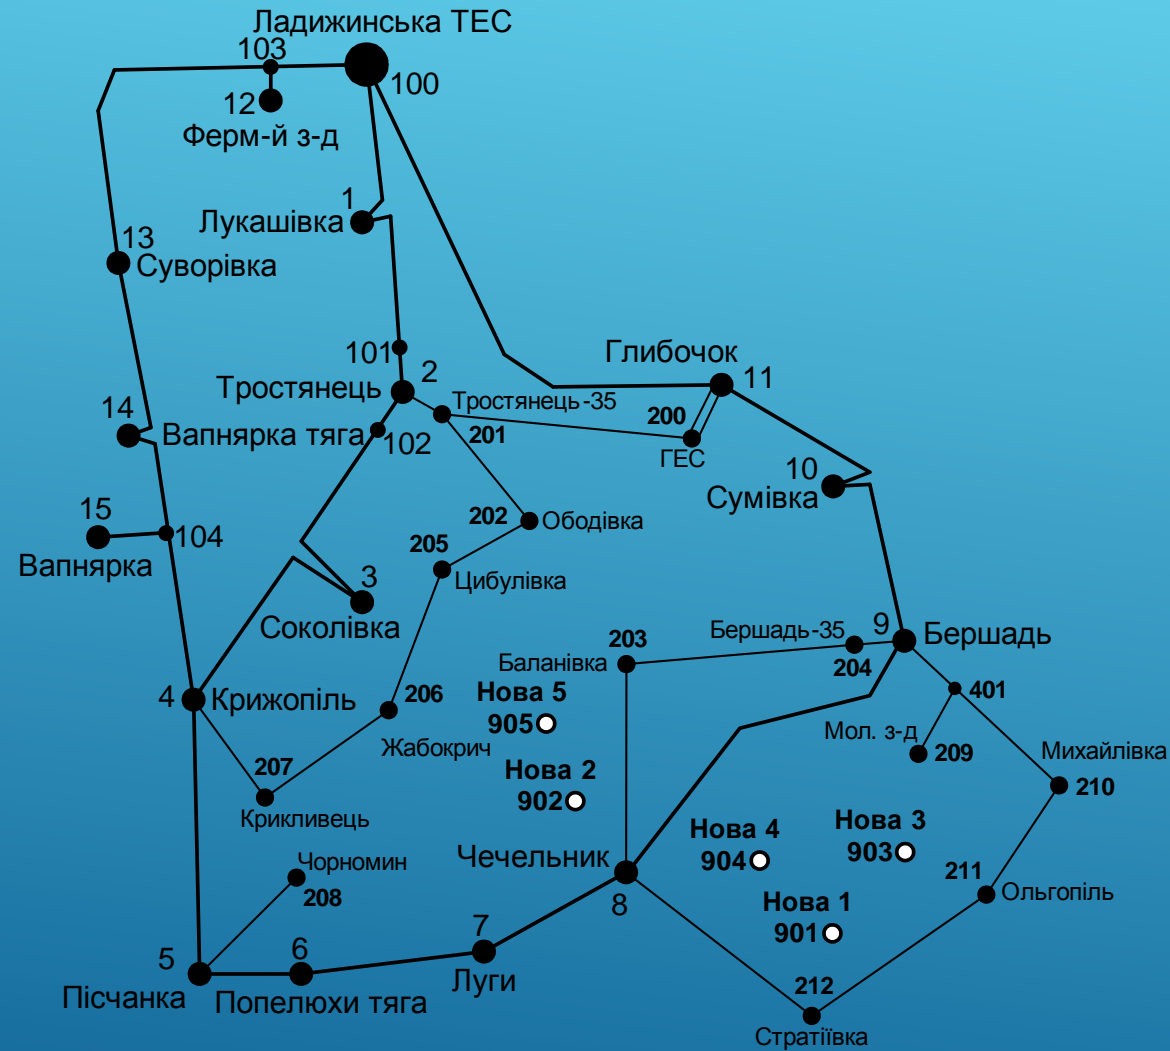 Ладижинська ТЕС
103
100
12
Ферм-й з-д
1
Лукашівка
13
Суворівка
101
Тростянець
2
Глибочок
11
Тростянець-35
200
201
ГЕС
14
Вапнярка тяга
102
10
Сумівка
15
104
Вапнярка
202
Ободівка
205
Цибулівка
3
Соколівка
203
Баланівка
Бершадь-35
204
9
Бершадь
401
4
Крижопіль
206
Жабокрич
Нова 5
905
Мол. з-д
209
Михайлівка
210
207
Крикливець
Нова 2
902
Нова 4
904
Нова 3
903
Чорномин
208
Чечельник
8
211
Ольгопіль
Нова 1
901
5
Пісчанка
6
Попелюхи тяга
7
Луги
212
Стратіївка